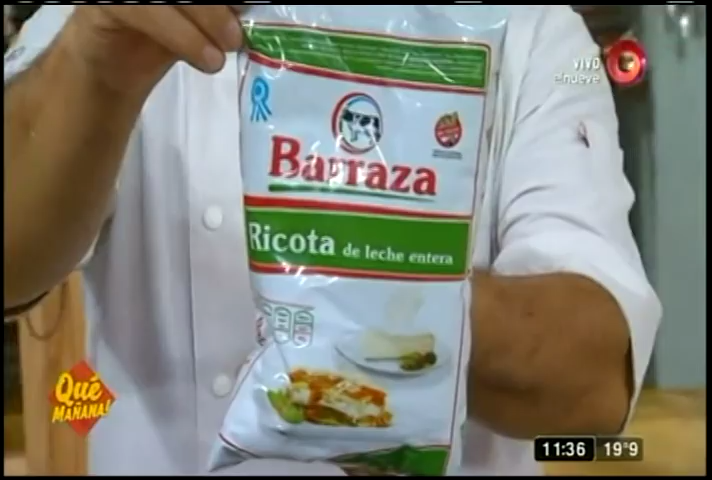 VIVO
elnueve
Barraza
Ricota de leche entera
Qué
MAÑANA!
11:36 19°9